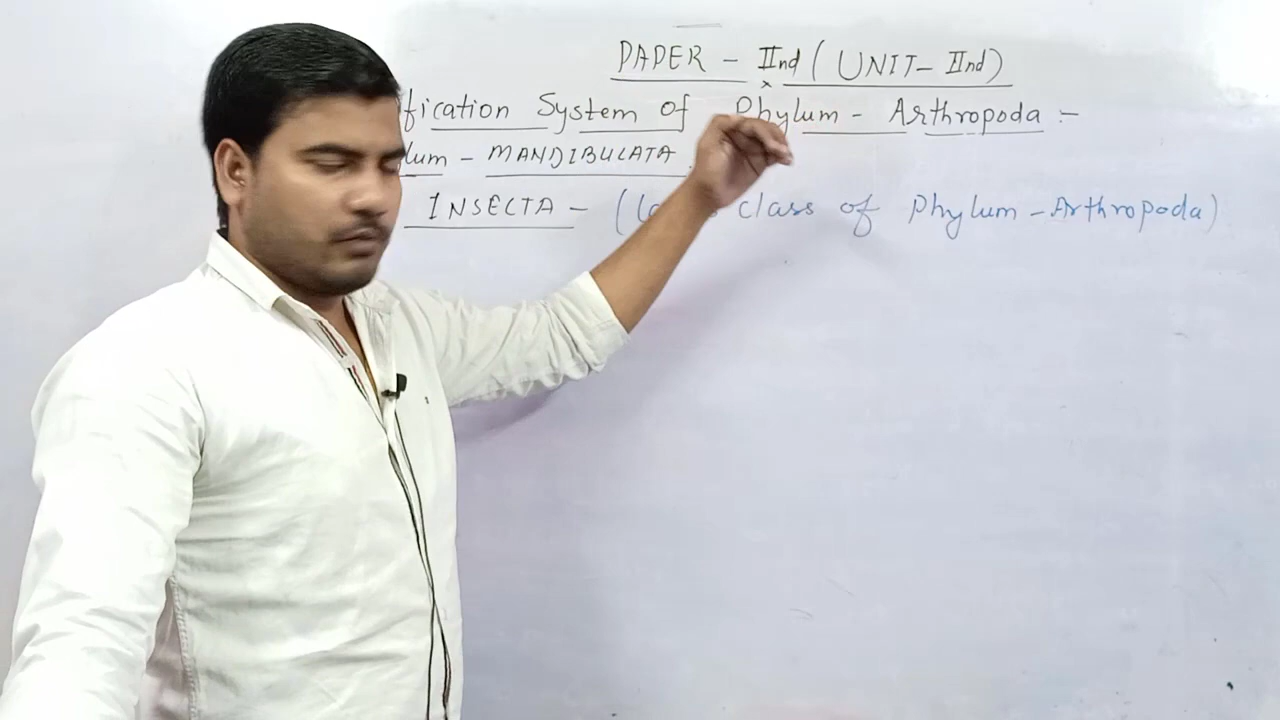 PAPER - IInd ( UNIT- IInd)
fication System of Phylum - Arthropoda :-
lum - MANDIBULATA
INSECTA - ( class of Phylum - Arthropoda)